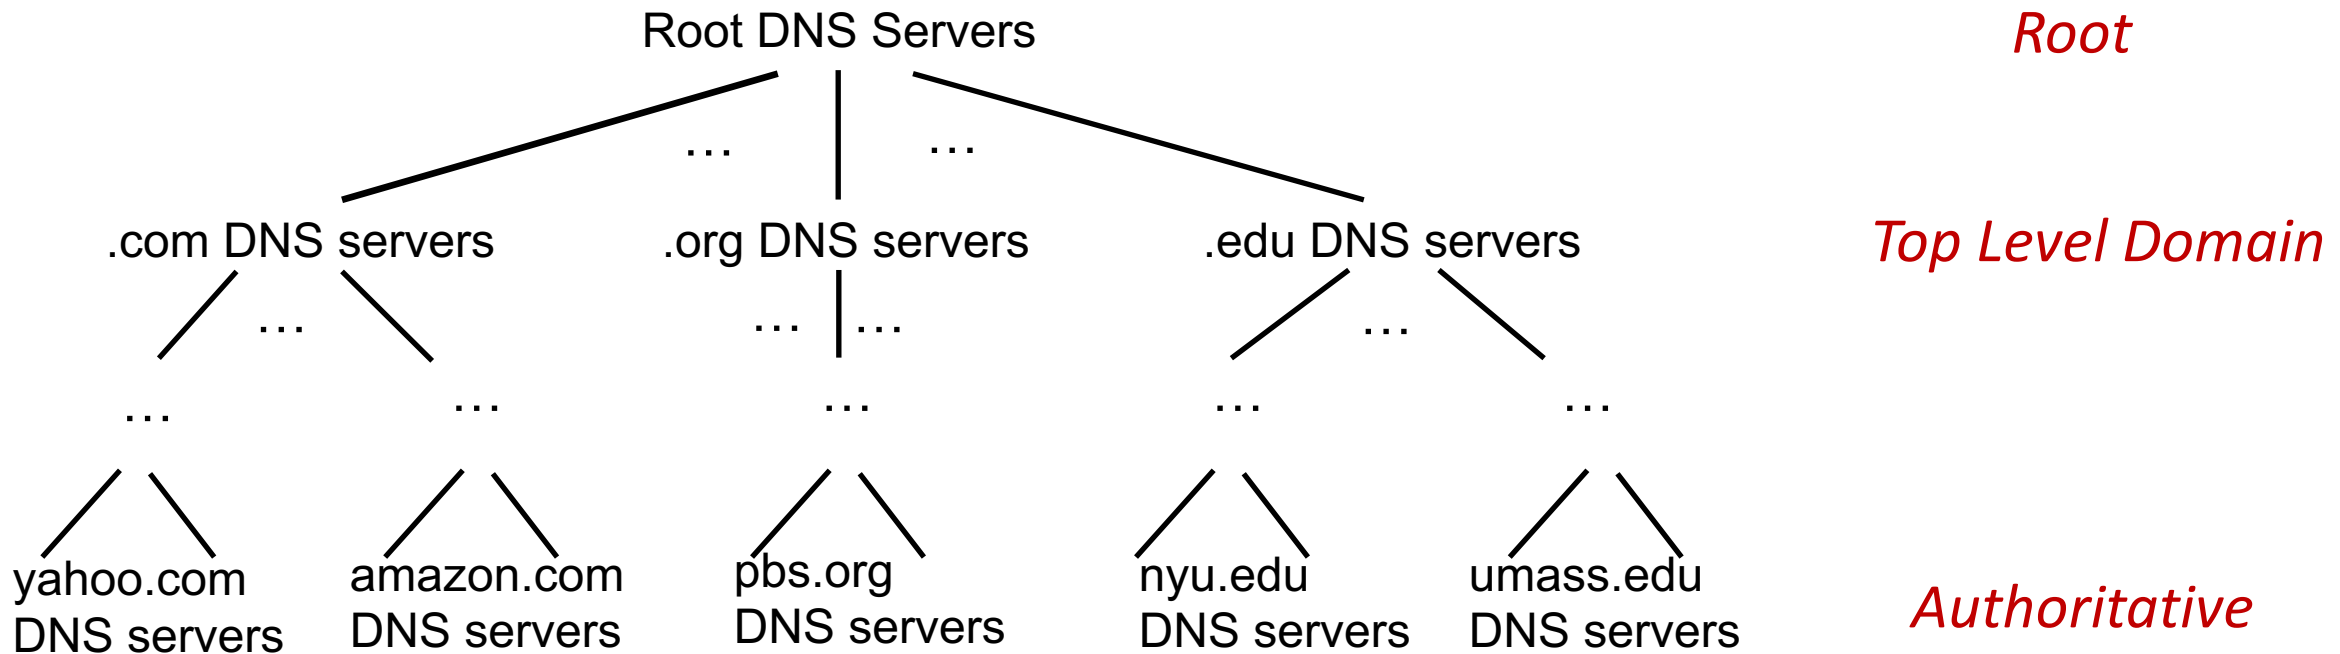 Root DNS Servers
Root
… …
.com DNS servers
.org DNS servers
.edu DNS servers
Top Level Domain
… … … …
… … … … …
yahoo.com
DNS servers
amazon.com
DNS servers
pbs.org
DNS servers
nyu.edu
DNS servers
umass.edu
DNS servers
Authoritative